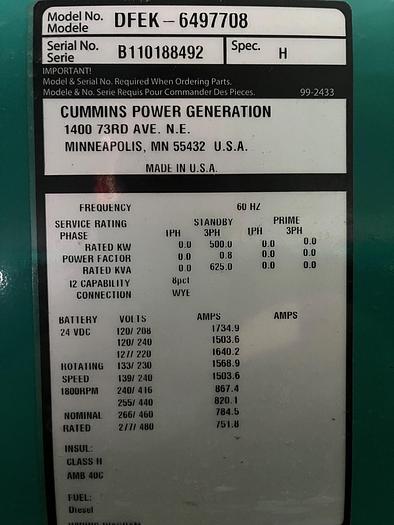 Model No. DFEK – 6497708
Modele
Serial No. B110188492 Spec. H
Serie
IMPORTANT!
Model & Serial No. Required When Ordering Parts.
Modele & No. Serie Requis Pour Commander Des Pieces. 99-2433
CUMMINS POWER GENERATION
1400 73RD AVE. N.E.
MINNEAPOLIS, MN 55432 U.S.A.
MADE IN U.S.A.
FREQUENCY 60 HZ
SERVICE RATING STANDBY PRIME
PHASE 1PH 3PH 1PH 3PH
RATED KW 0.0 500.0 0.0 0.0
POWER FACTOR 0.0 0.8 0.0 0.0
RATED KVA 0.0 625.0 0.0 0.0
I2 CAPABILITY 8pct
CONNECTION WYE
BATTERY VOLTS AMPS AMPS
24 VDC 120/ 208 1734.9
120/ 240 1503.6
127/ 220 1640.2
ROTATING 133/ 230 1568.9
SPEED 139/ 240 1503.6
1800RPM 240/ 416 867.4
255/ 440 820.1
NOMINAL 266/ 460 784.5
RATED 277/ 480 751.8
INSUL:
CLASS H
AMB 40C
FUEL:
Diesel
WIRING DIAGRAM